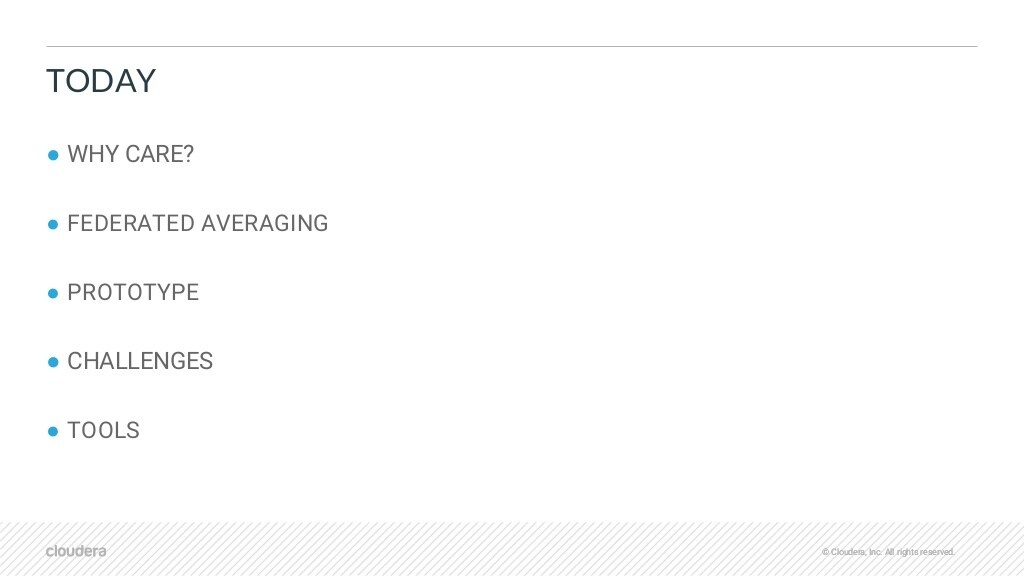 TODAY
● WHY CARE?
● FEDERATED AVERAGING
● PROTOTYPE
● CHALLENGES
● TOOLS
cloudera
© Cloudera, Inc. All rights reserved.